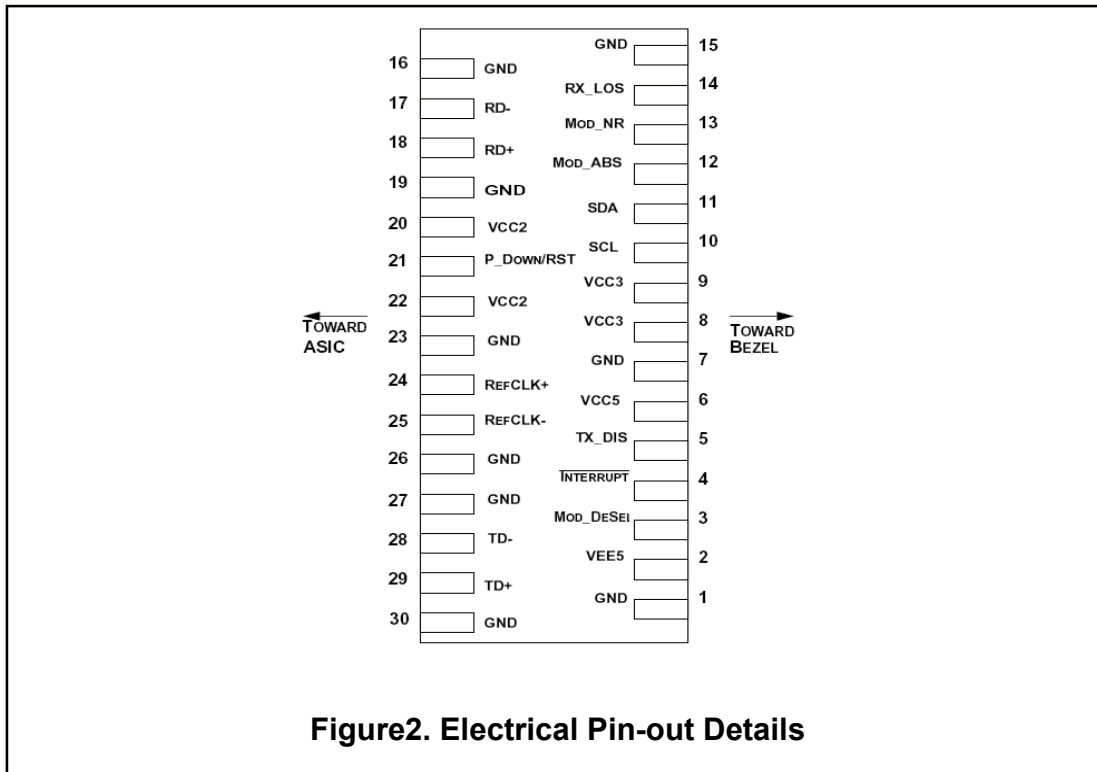 GND 15
16 GND
RX_LOS 14
17 RD-
MOD_NR 13
18 RD+
MOD_ABS 12
19 GND
SDA 11
20 VCC2
SCL 10
21 P_DOWN/RST
VCC3 9
22 VCC2
VCC3 8
TOWARD ASIC
TOWARD BEZEL
23 GND
GND 7
24 REFCLK+
VCC5 6
25 REFCLK-
TX_DIS 5
26 GND
INTERRUPT 4
27 GND
MOD_DESEL 3
28 TD-
VEE5 2
29 TD+
GND 1
30 GND
Figure2. Electrical Pin-out Details